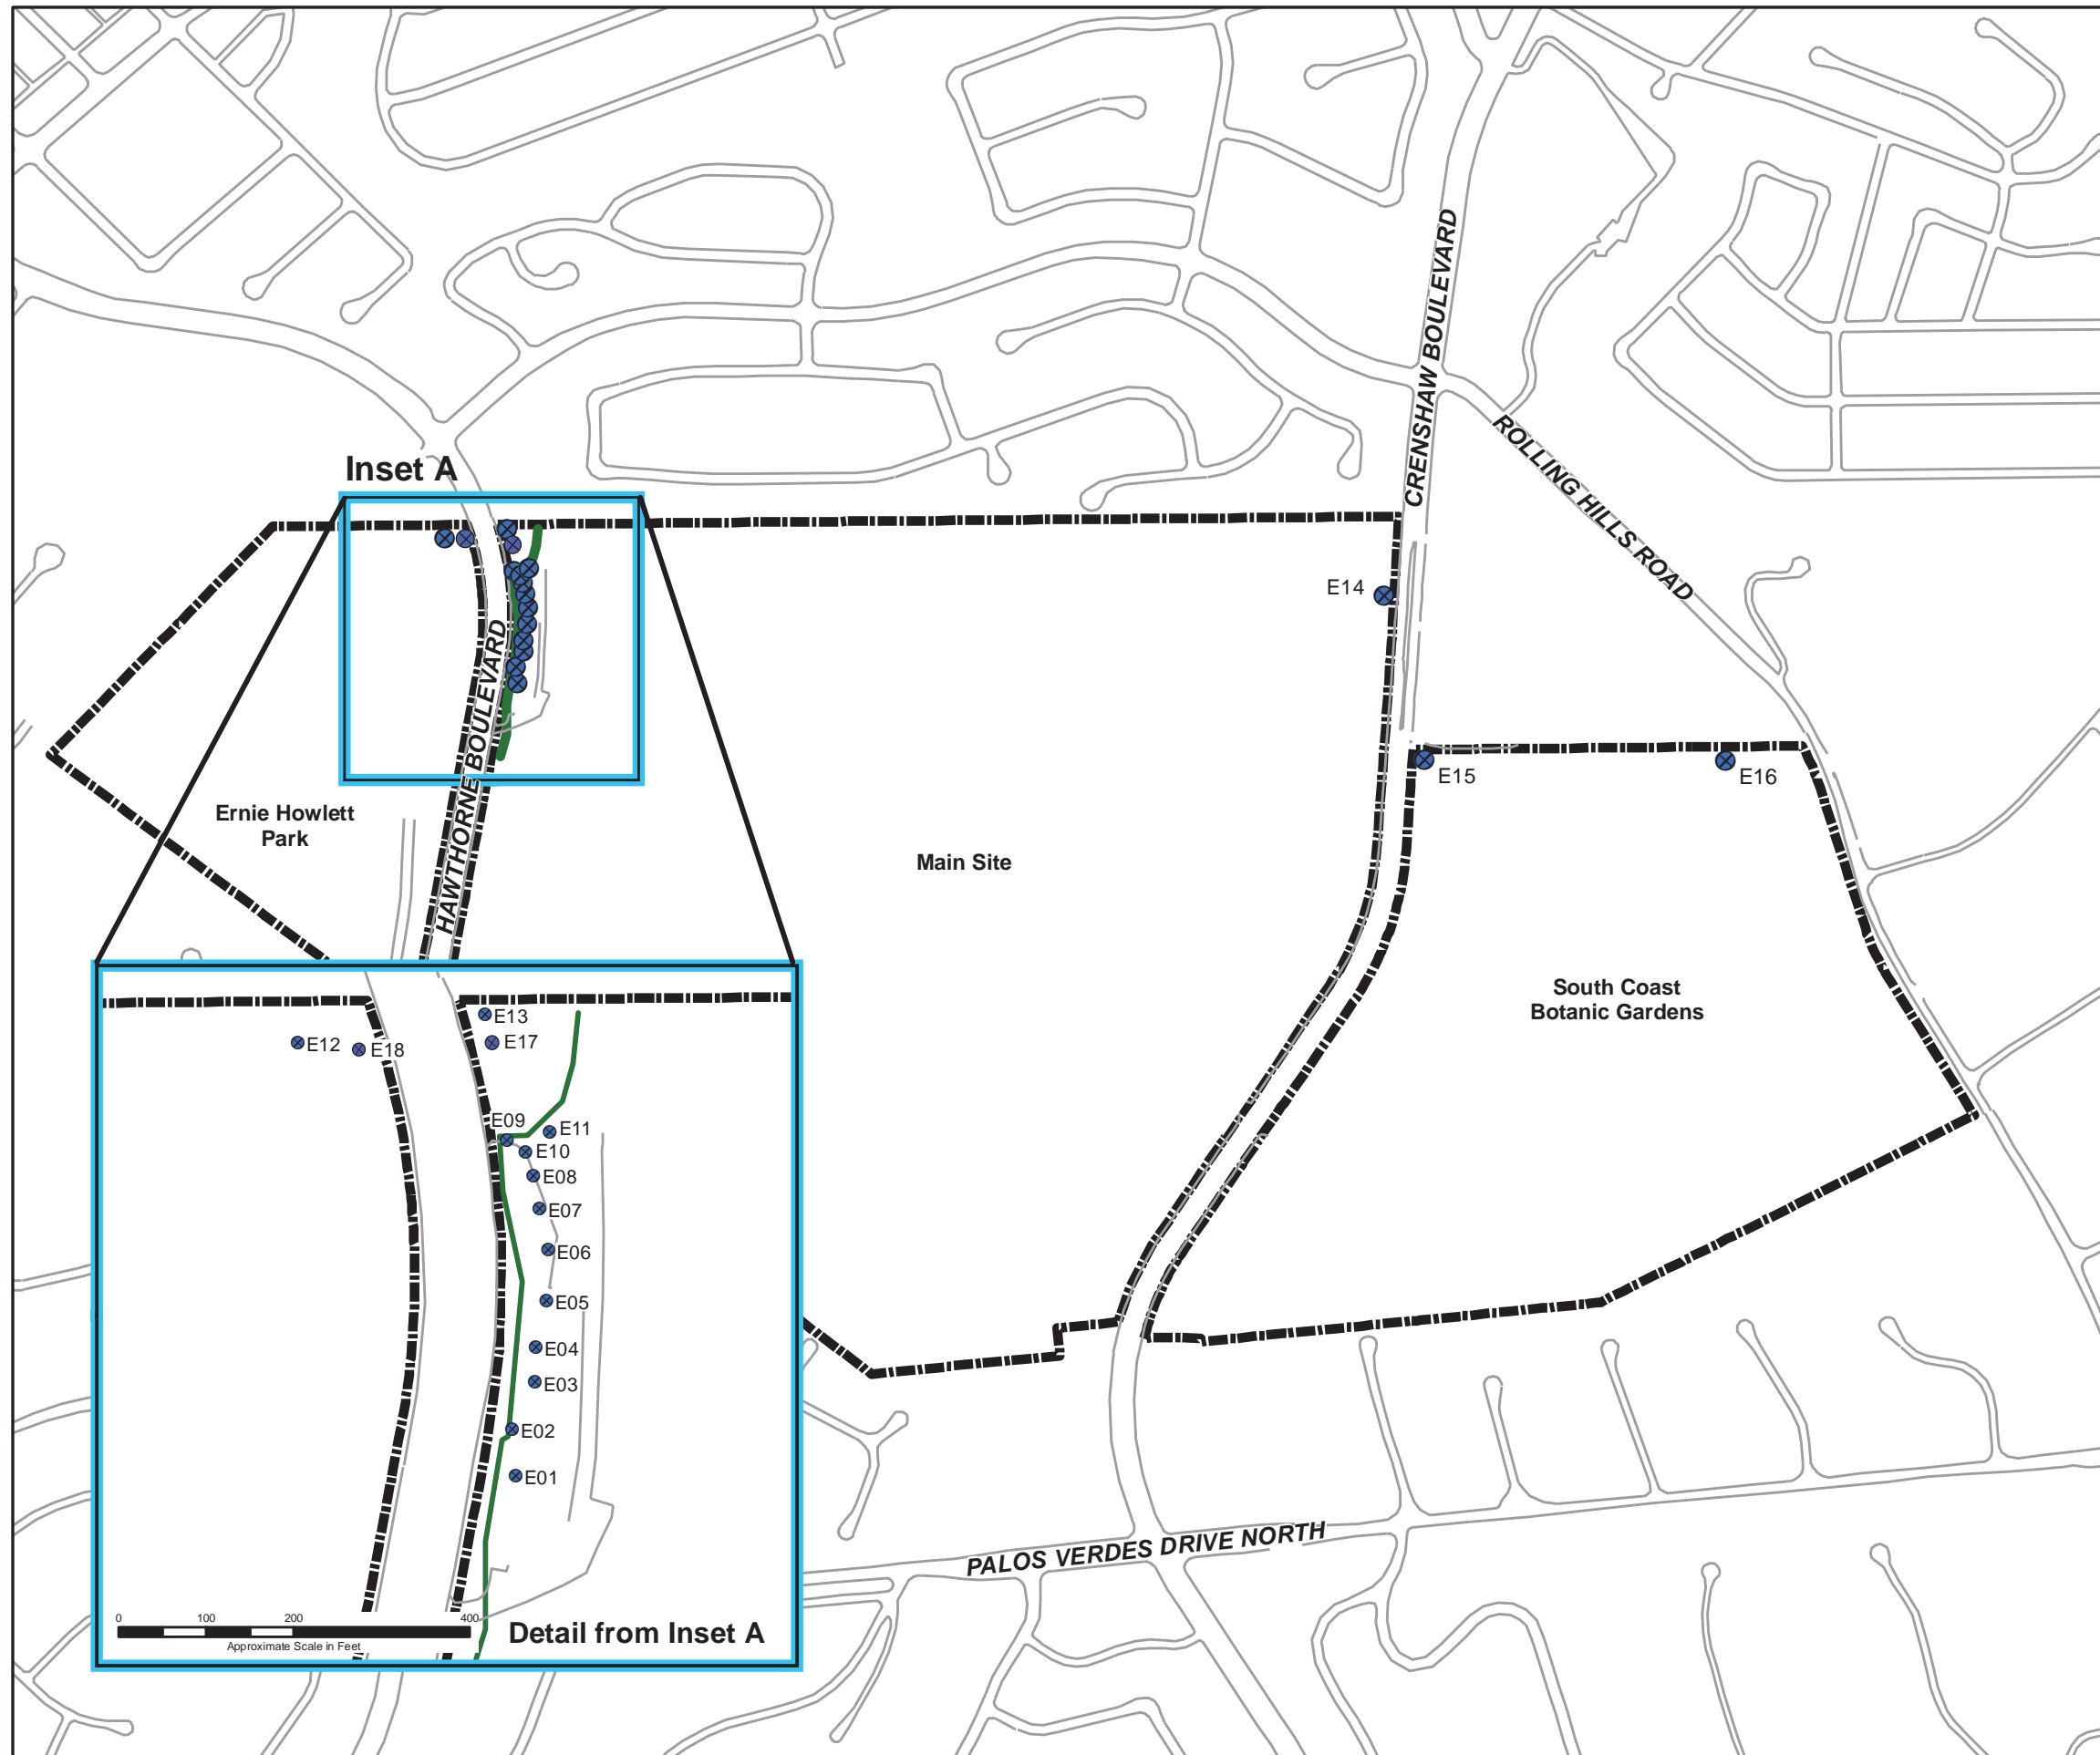 CRENSHAW BOULEVARD
ROLLING HILLS ROAD
Inset A
E14
HAWTHORNE BOULEVARD
E15
E16
Ernie Howlett
Park
Main Site
South Coast
Botanic Gardens
E13
E12
E18
E17
E09
E11
E10
E08
E07
E06
E05
E04
E03
E02
E01
PALOS VERDES DRIVE NORTH
0 100 200 400
Approximate Scale in Feet
Detail from Inset A